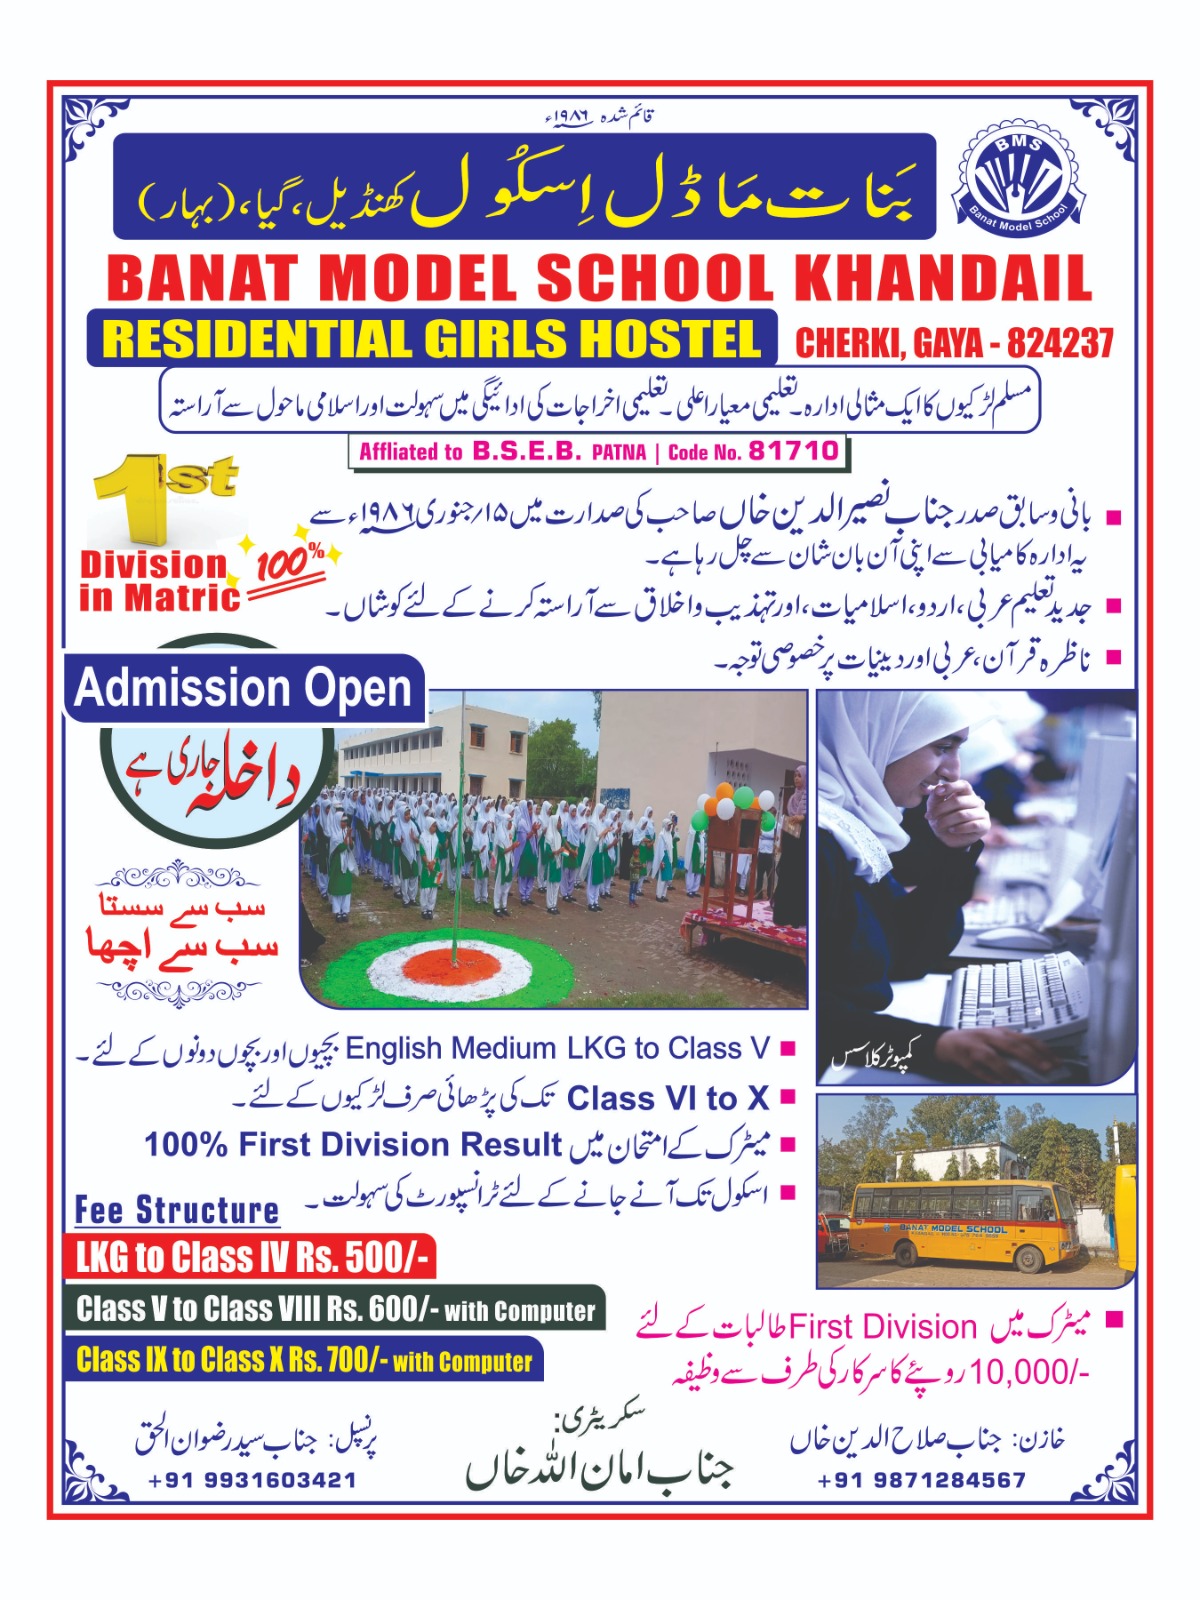 قائم شدہ ۱۹۸۶ء
بَنات مَاڈل اِسکُول کھنڈیل، گیا، (بہار)
BMS
Banat Model School
BANAT MODEL SCHOOL KHANDAIL
RESIDENTIAL GIRLS HOSTEL
CHERKI, GAYA - 824237
مسلم لڑکیوں کا ایک مثالی ادارہ۔ تعلیمی معیار اعلی۔ تعلیمی اخراجات کی ادائیگی میں سہولت اور اسلامی ماحول سے آراستہ
Affliated to B.S.E.B. PATNA | Code No. 81710
1st
Division
in Matric
100%
بانی و سابق صدر جناب نصیر الدین خاں صاحب کی صدارت میں ۱۵؍جنوری ۱۹۸۶ء سے
یہ ادارہ کامیابی سے اپنی آن بان شان سے چل رہا ہے۔
جدید تعلیم عربی، اردو، اسلامیات، اور تہذیب و اخلاق سے آراستہ کرنے کے لئے کوشاں۔
ناظرہ قرآن، عربی اور دینیات پر خصوصی توجہ۔
Admission Open
داخلہ جاری ہے
سب سے سستا
سب سے اچھا
کمپوٹر کلاسس
English Medium LKG to Class V بچیوں اور بچوں دونوں کے لئے۔
Class VI to X تک کی پڑھائی صرف لڑکیوں کے لئے۔
میٹرک کے امتحان میں 100% First Division Result
اسکول تک آنے جانے کے لئے ٹرانسپورٹ کی سہولت۔
BANAT MODEL SCHOOL
Fee Structure
LKG to Class IV Rs. 500/-
Class V to Class VIII Rs. 600/- with Computer
Class IX to Class X Rs. 700/- with Computer
میٹرک میں First Division طالبات کے لئے
10,000/- روپئے کا سرکار کی طرف سے وظیفہ
خازن: جناب صلاح الدین خاں
+91 9871284567
سکریٹری:
جناب امان اللہ خاں
پرنسپل: جناب سید رضوان الحق
+91 9931603421